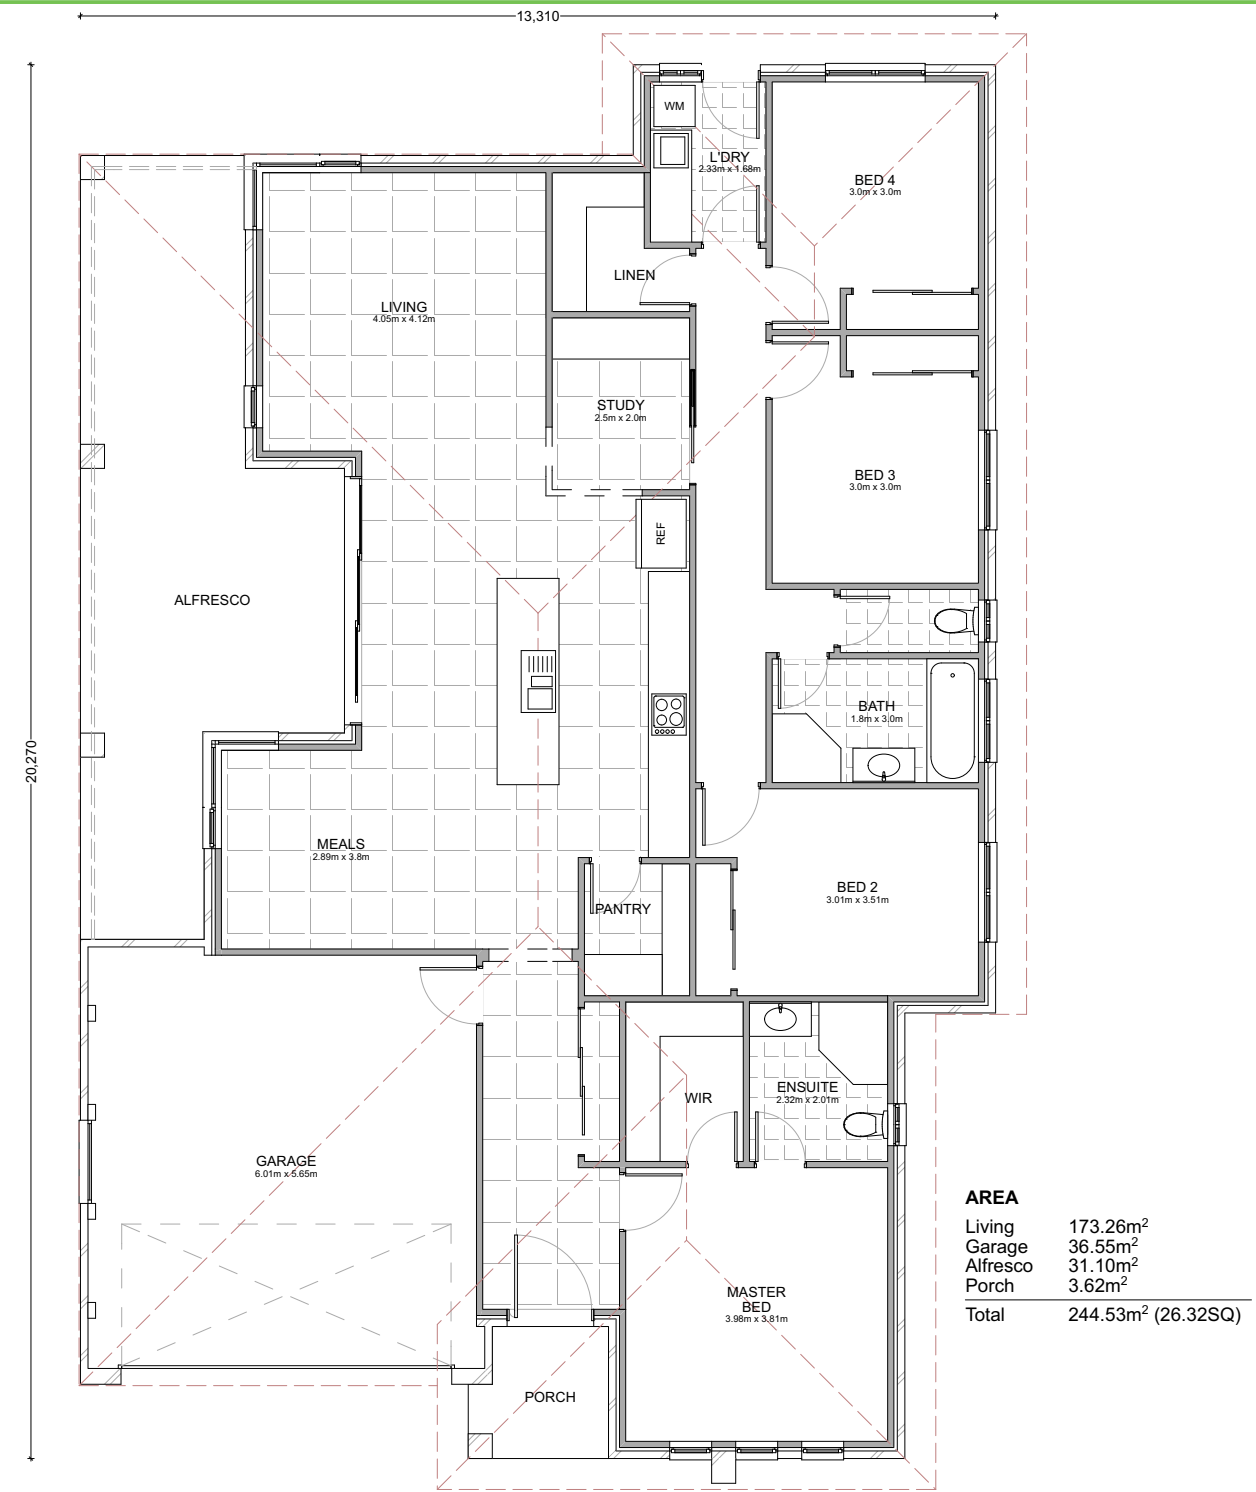 13,310
WM
L'DRY
2.33m x 1.68m
BED 4
3.0m x 3.0m
LINEN
LIVING
4.05m x 4.12m
STUDY
2.5m x 2.0m
BED 3
3.0m x 3.0m
REF
ALFRESCO
BATH
1.8m x 3.0m
20,270
MEALS
2.89m x 3.8m
BED 2
3.01m x 3.51m
PANTRY
ENSUITE
2.32m x 2.01m
WIR
GARAGE
6.01m x 5.65m
MASTER
BED
3.98m x 3.81m
PORCH
AREA
Living 173.26m²
Garage 36.55m²
Alfresco 31.10m²
Porch 3.62m²
Total 244.53m² (26.32SQ)